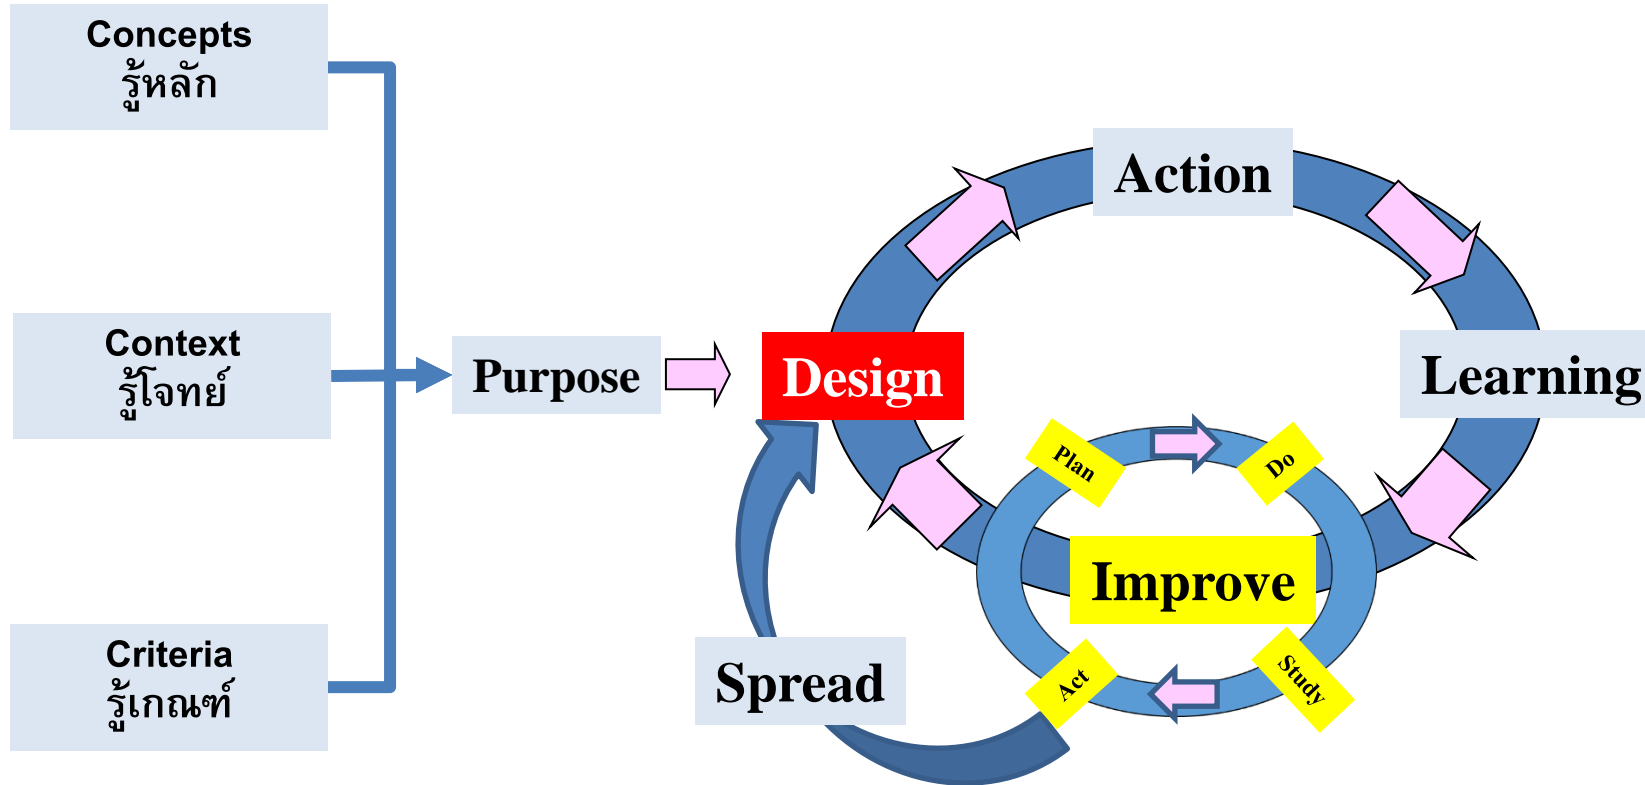 Concepts
รู้หลัก
Context
รู้โจทย์
Criteria
รู้เกณฑ์
Purpose
Design
Action
Learning
Improve
Plan
Do
Study
Act
Spread